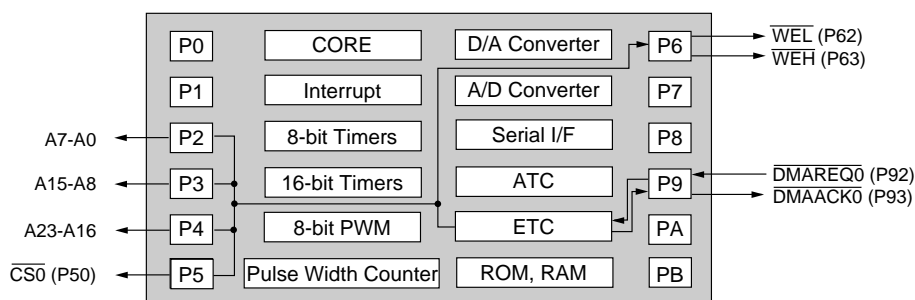 P0 CORE D/A Converter P6 WEL (P62)
WEH (P63)
P1 Interrupt A/D Converter P7
A7-A0 P2 8-bit Timers Serial I/F P8
A15-A8 P3 16-bit Timers ATC P9 DMAREQ0 (P92)
DMAACK0 (P93)
A23-A16 P4 8-bit PWM ETC PA
CS0 (P50) P5 Pulse Width Counter ROM, RAM PB